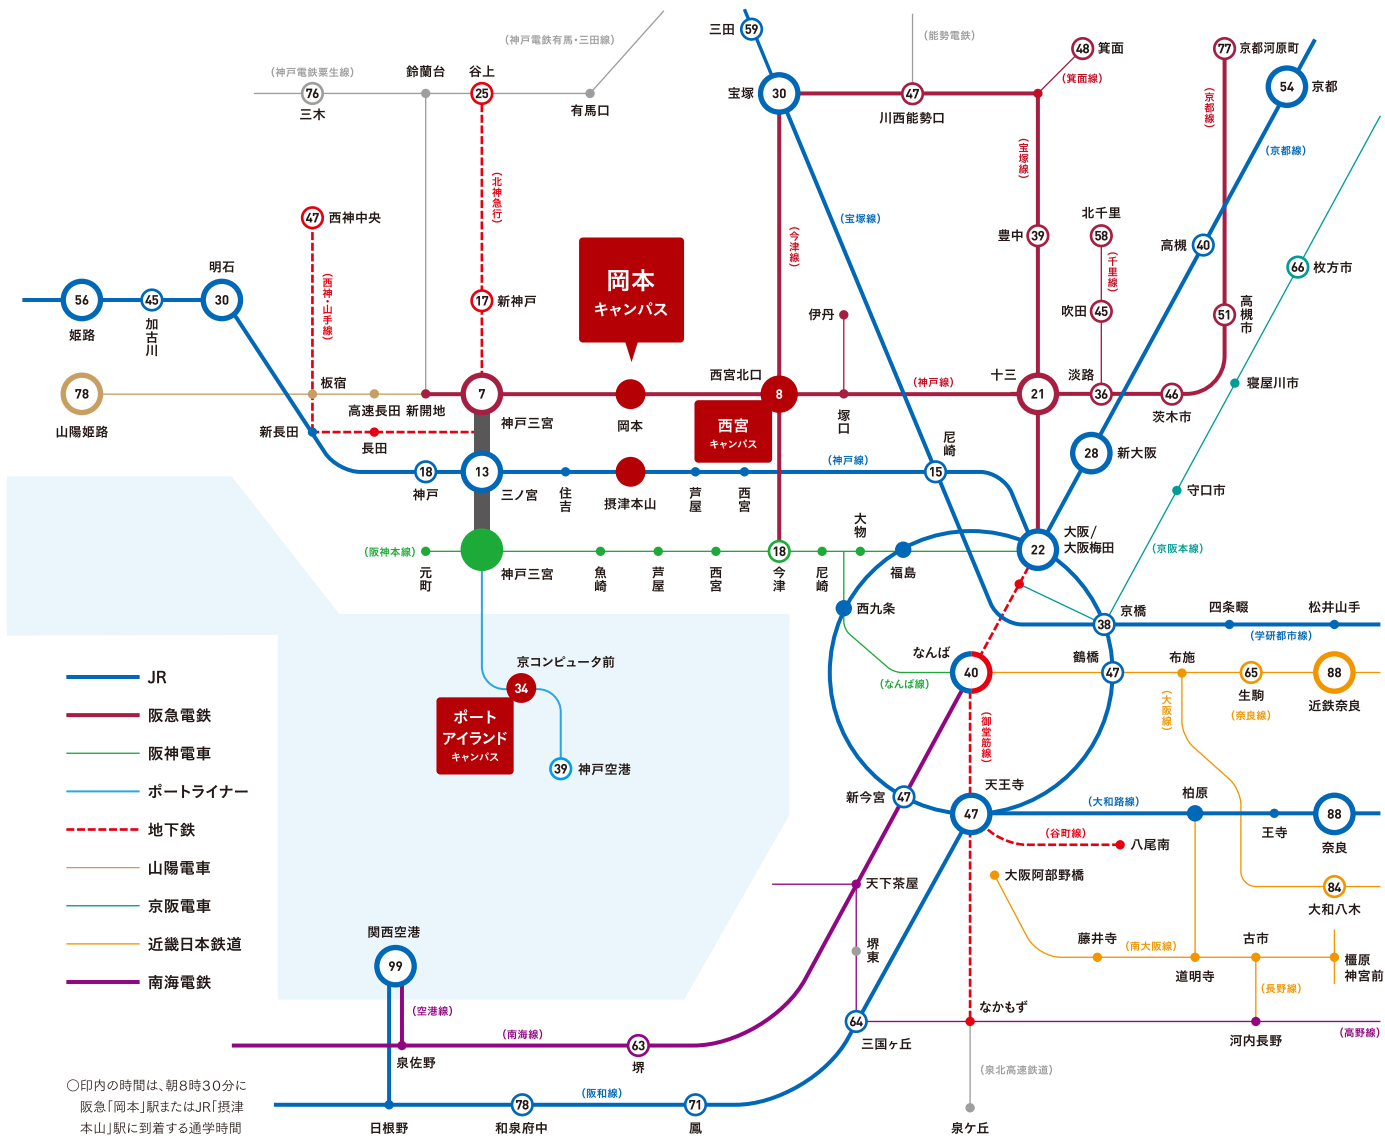 三田
59
(能勢電鉄)
(神戸電鉄有馬・三田線)
48
箕面
77
京都河原町
(神戸電鉄粟生線)
鈴蘭台
谷上
76
25
三木
有馬口
宝塚
30
47
川西能勢口
(箕面線)
(京都線)
54
京都
(宝塚線)
(京都線)
(北神急行)
47
西神中央
(宝塚線)
北千里
58
豊中
39
(今津線)
高槻
40
(千里線)
66
枚方市
明石
56
45
30
姫路
加古川
(西神・山手線)
17
新神戸
岡本
キャンパス
伊丹
吹田
45
51
高槻市
78
山陽姫路
板宿
高速長田
新開地
7
神戸三宮
岡本
西宮北口
8
西宮
キャンパス
塚口
(神戸線)
十三
21
淡路
36
46
茨木市
寝屋川市
新長田
長田
尼崎
28
新大阪
18
神戸
13
三ノ宮
住吉
摂津本山
芦屋
西宮
(神戸線)
15
守口市
(阪神本線)
元町
神戸三宮
魚崎
芦屋
西宮
18
今津
尼崎
大物
福島
22
大阪/
大阪梅田
(京阪本線)
西九条
京橋
38
四条畷
松井山手
(学研都市線)
なんば
40
(なんば線)
鶴橋
47
布施
65
生駒
88
近鉄奈良
(奈良線)
(大阪線)
京コンピュータ前
34
ポート
アイランド
キャンパス
39
神戸空港
(御堂筋線)
JR
阪急電鉄
阪神電車
ポートライナー
地下鉄
山陽電車
京阪電車
近畿日本鉄道
南海電鉄
新今宮
47
天王寺
47
(大和路線)
柏原
王寺
88
奈良
(谷町線)
八尾南
天下茶屋
大阪阿部野橋
84
大和八木
関西空港
99
(空港線)
堺東
藤井寺
(南大阪線)
道明寺
古市
橿原
神宮前
(長野線)
なかもず
64
三国ヶ丘
河内長野
(高野線)
(南海線)
泉佐野
63
堺
(泉北高速鉄道)
泉ケ丘
(阪和線)
日根野
78
和泉府中
71
鳳
○印内の時間は、朝8時30分に
阪急「岡本」駅またはJR「摂津
本山」駅に到着する通学時間